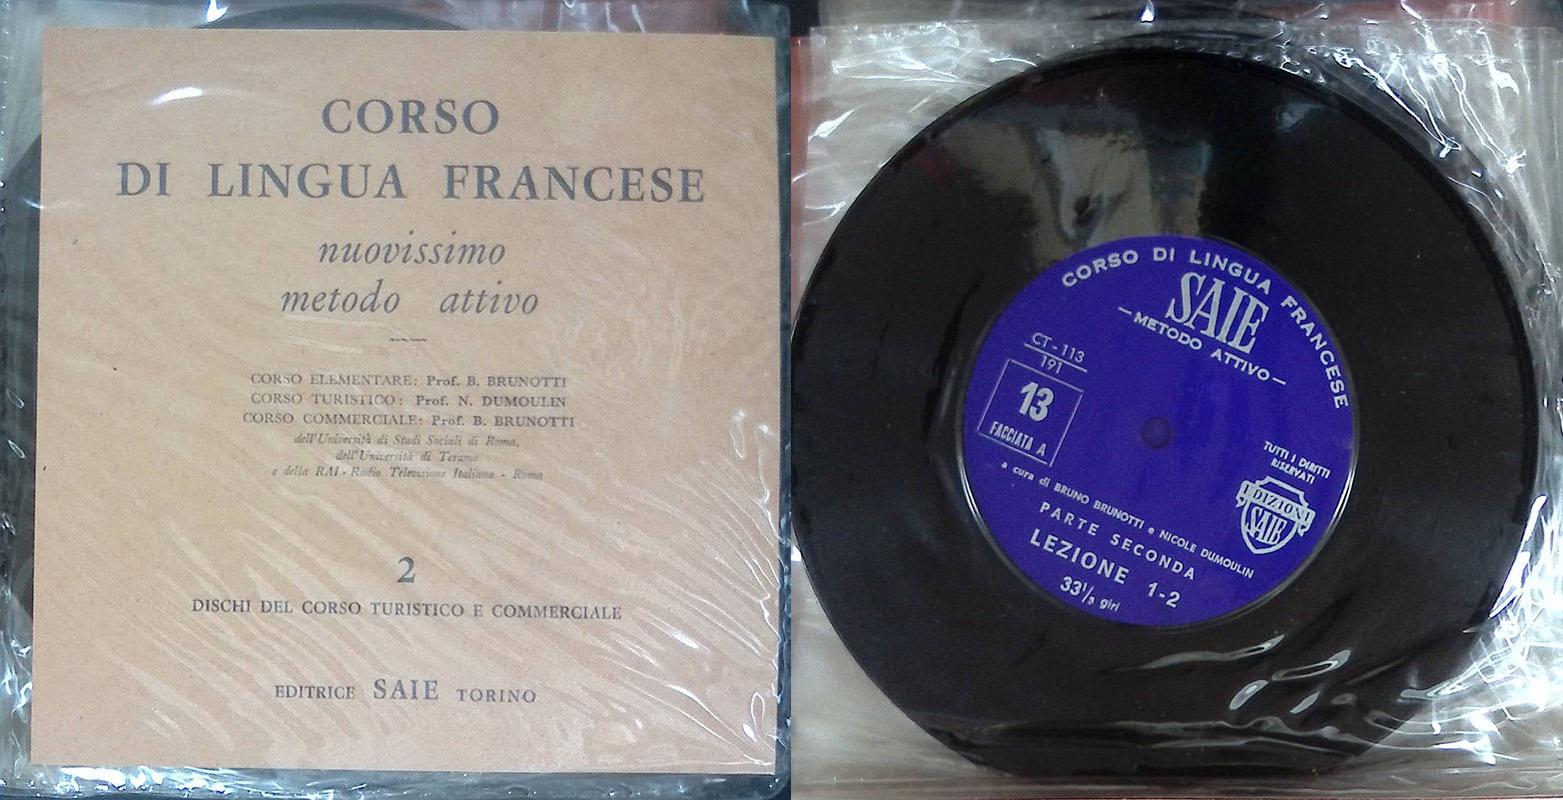 CORSO
DI LINGUA FRANCESE
nuovissimo
metodo attivo
CORSO ELEMENTARE: Prof. B. BRUNOTTI
CORSO TURISTICO: Prof. N. DUMOULIN
CORSO COMMERCIALE: Prof. B. BRUNOTTI
dell'Università di Studi Sociali di Roma,
dell'Università di Teramo
e della RAI - Radio Televisione Italiana - Roma
2
DISCHI DEL CORSO TURISTICO E COMMERCIALE
EDITRICE SAIE TORINO
CORSO DI LINGUA FRANCESE
SAIE
—METODO ATTIVO—
CT-113
191
13
FACCIATA A
TUTTI I DIRITTI
RISERVATI
EDIZIONI
SAIE
a cura di BRUNO BRUNOTTI e NICOLE DUMOULIN
PARTE SECONDA
LEZIONE 1-2
33⅓ giri